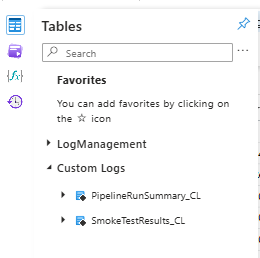 Tables
Search
...
Favorites
You can add favorites by clicking on
the ☆ icon
LogManagement
Custom Logs
PipelineRunSummary_CL
SmokeTestResults_CL